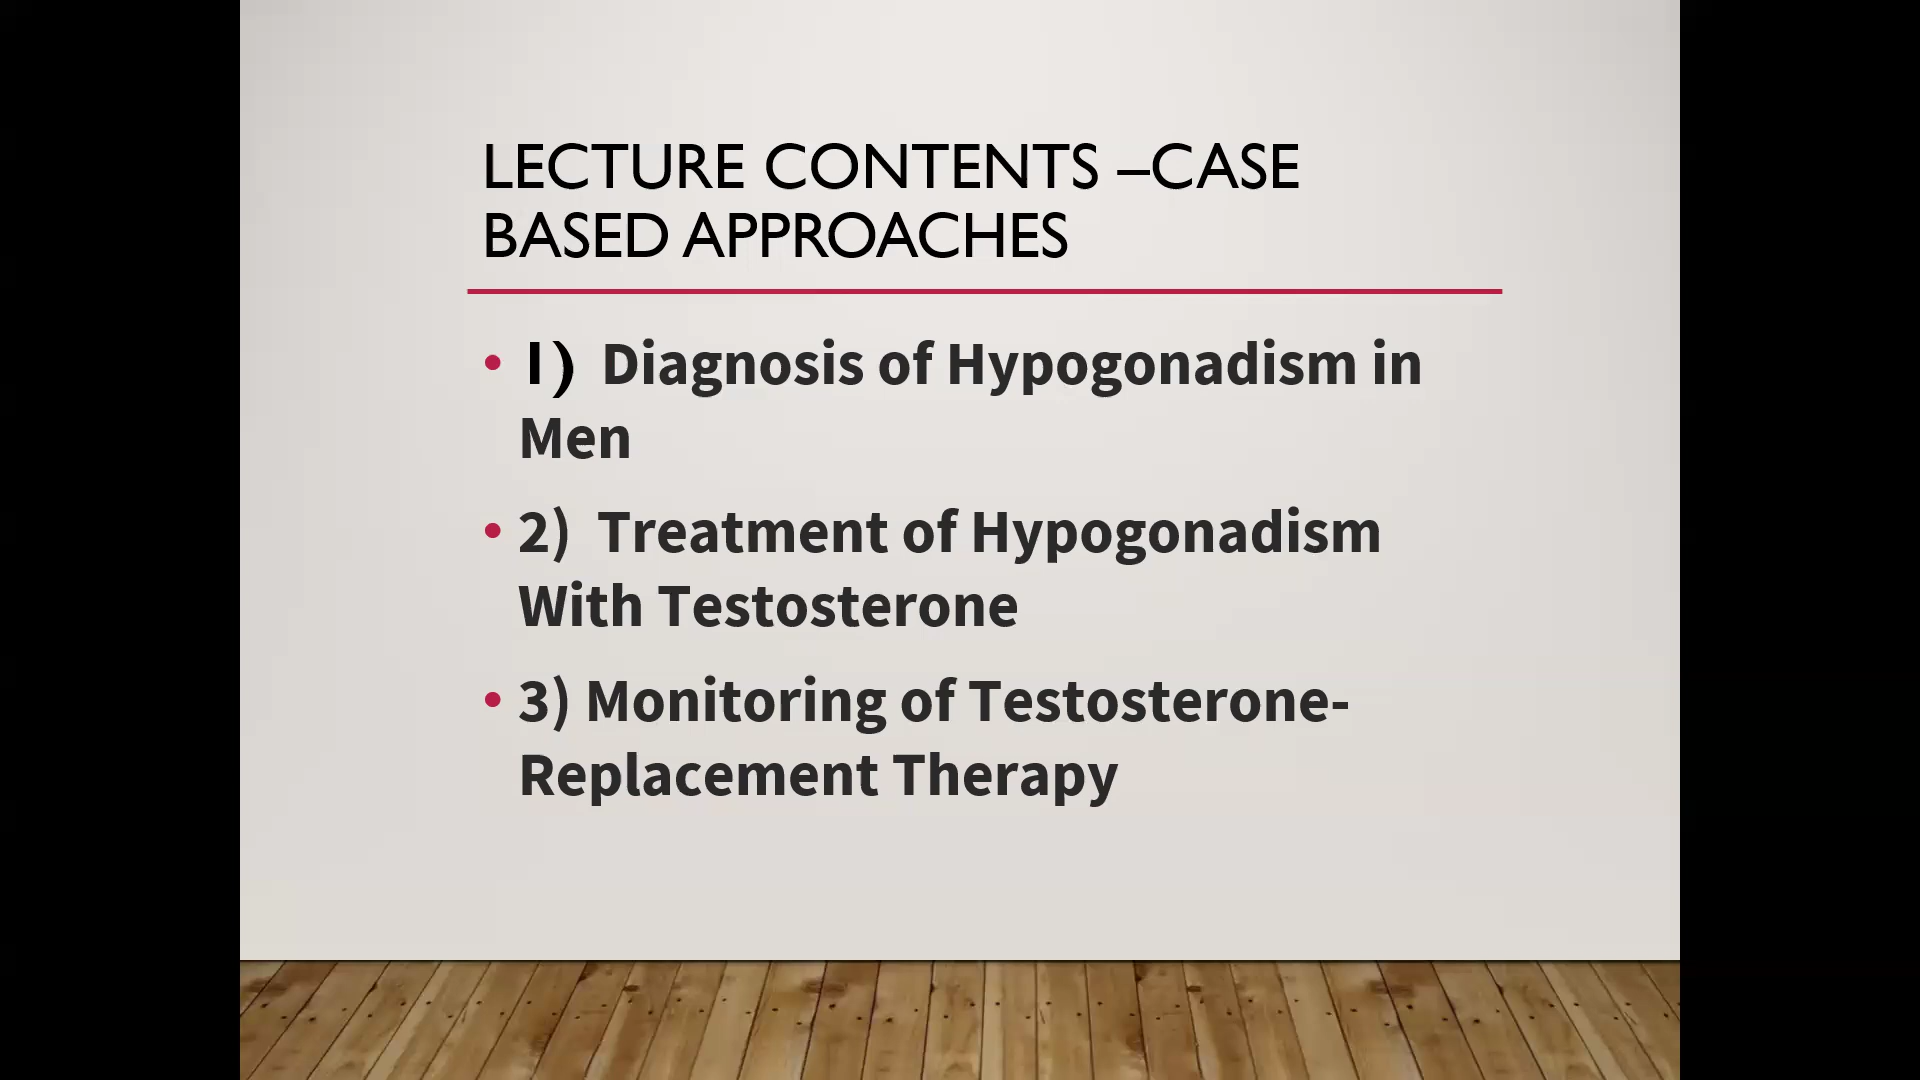 LECTURE CONTENTS –CASE
BASED APPROACHES
• 1) Diagnosis of Hypogonadism in
Men
• 2) Treatment of Hypogonadism
With Testosterone
• 3) Monitoring of Testosterone-
Replacement Therapy